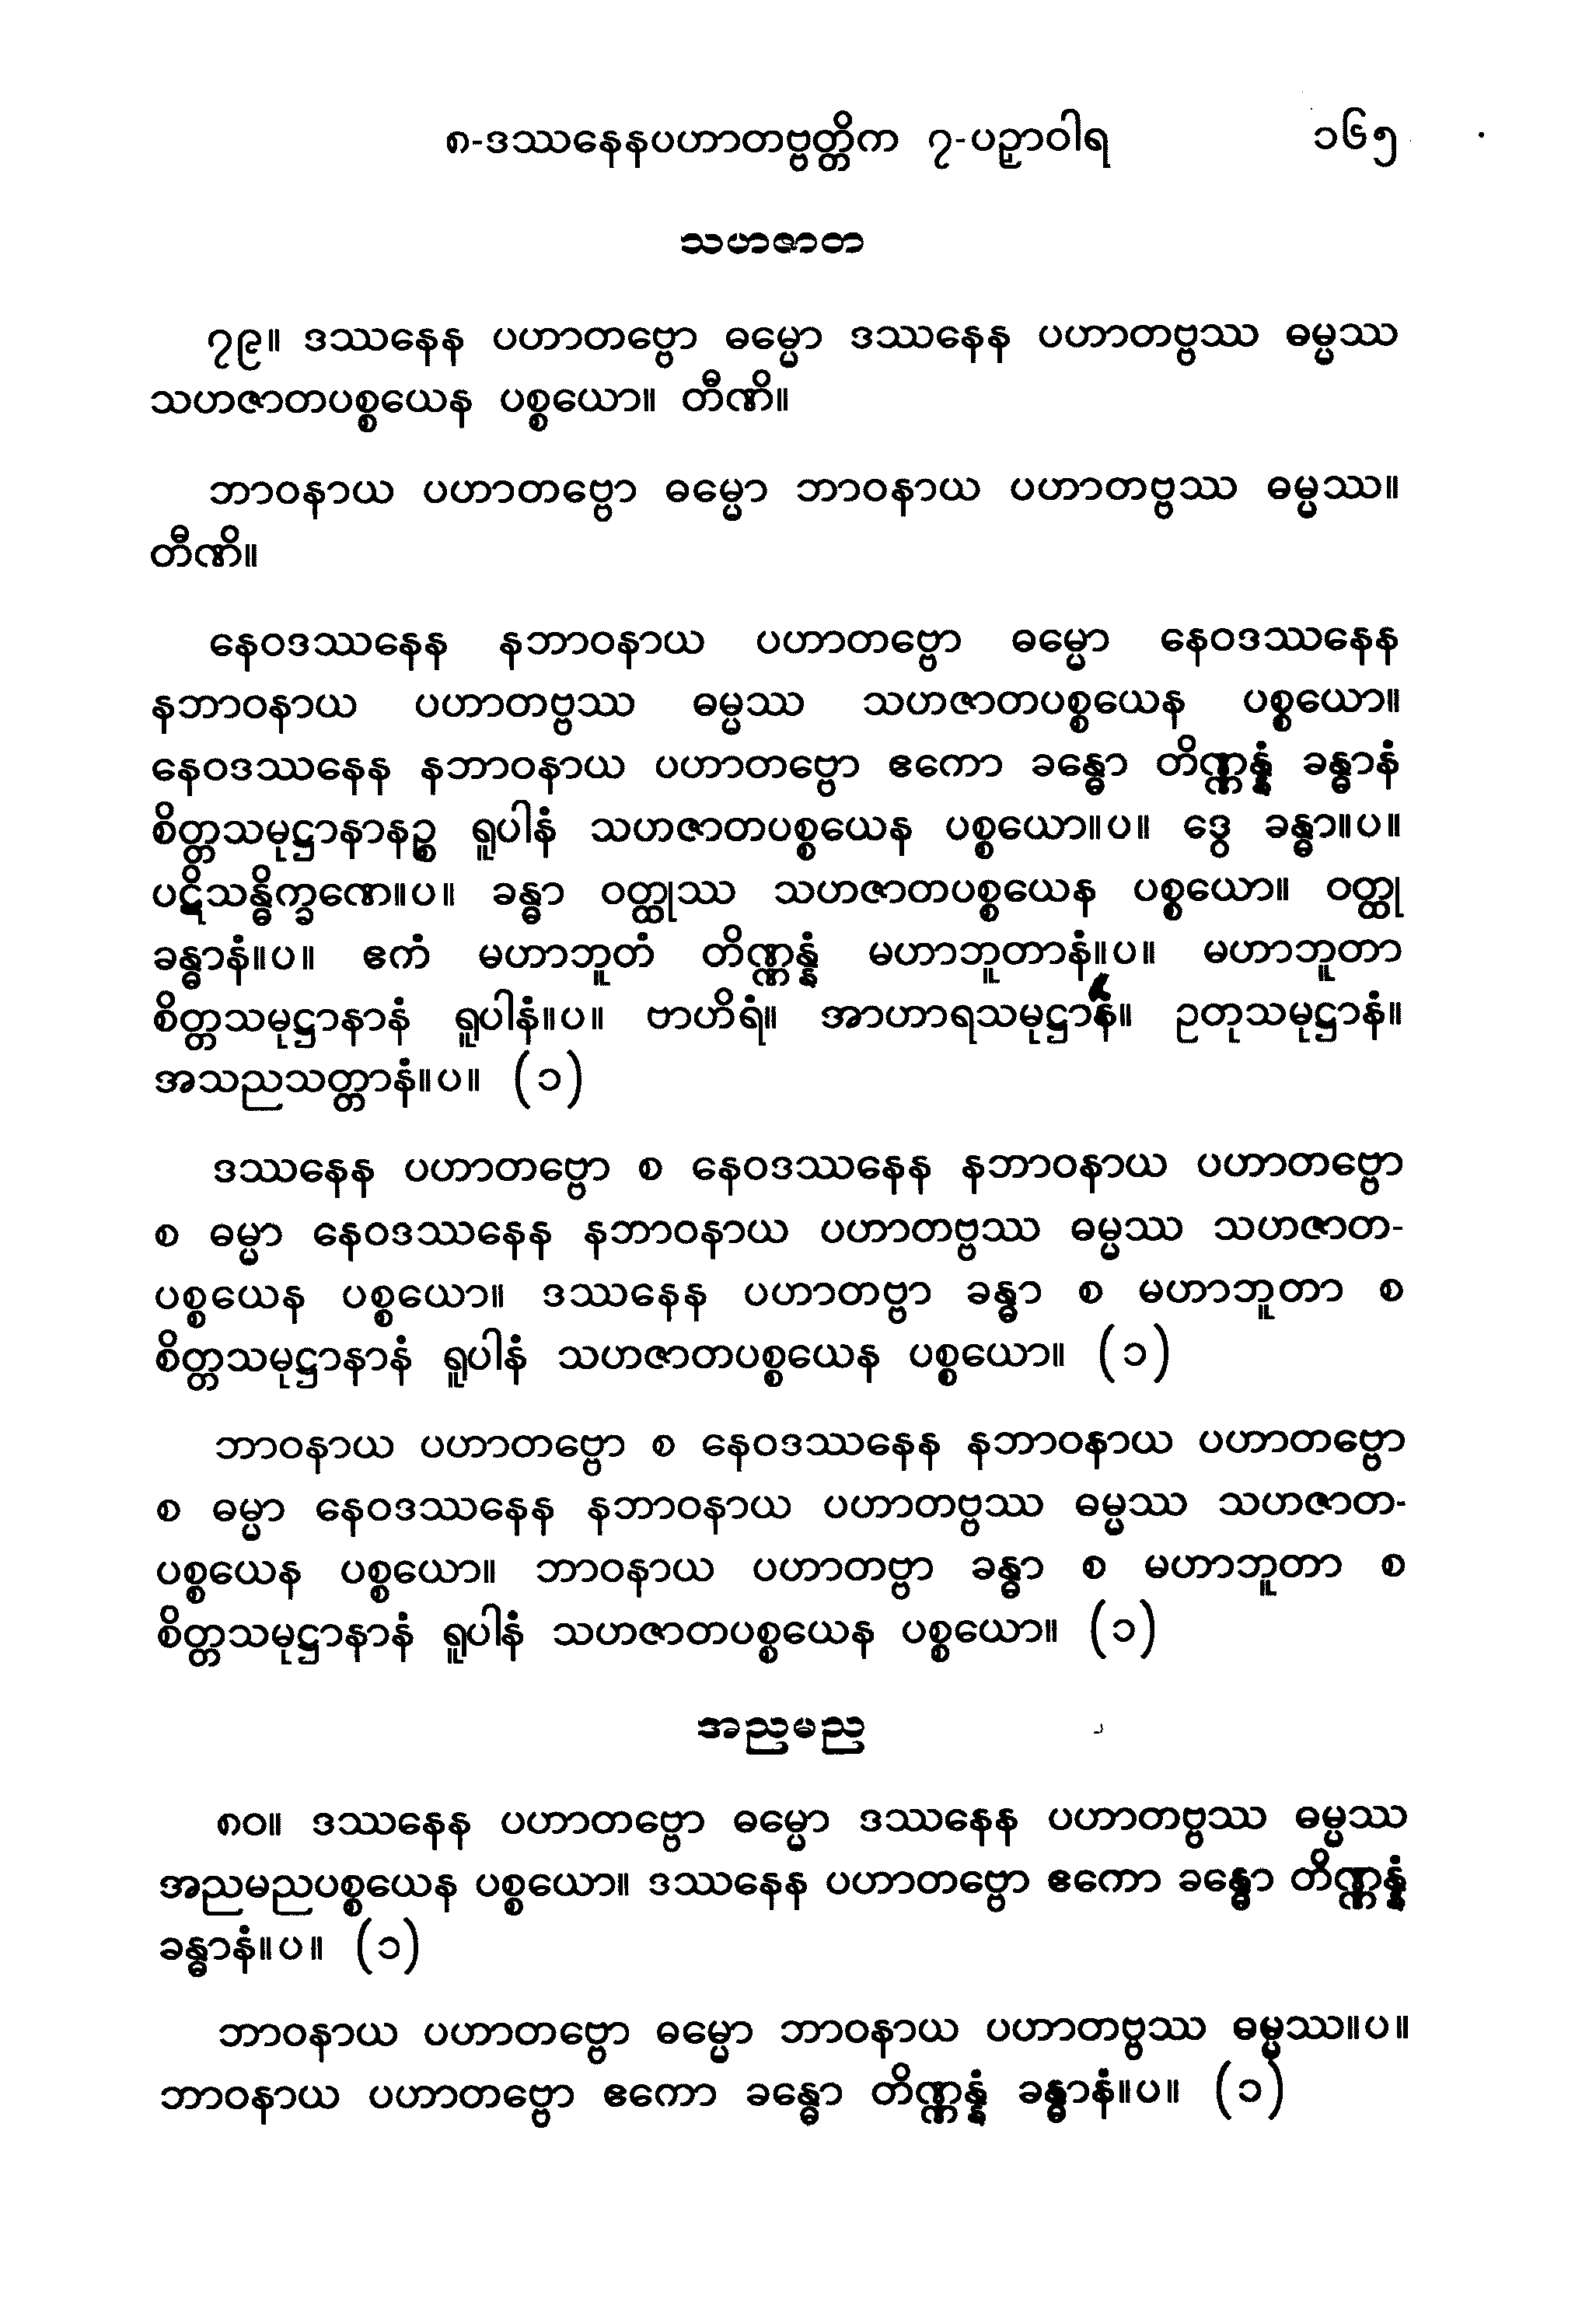 ၈-ဒဿနေနပဟာတဗ္ဗတ္တိက ၇-ပဉှာဝါရ ၁၆၅
သဟဇာတ
၇၉။ ဒဿနေန ပဟာတဗ္ဗော ဓမ္မော ဒဿနေန ပဟာတဗ္ဗဿ ဓမ္မဿ
သဟဇာတပစ္စယေန ပစ္စယော။ တီဏိ။
ဘာဝနာယ ပဟာတဗ္ဗော ဓမ္မော ဘာဝနာယ ပဟာတဗ္ဗဿ ဓမ္မဿ။
တီဏိ။
နေဝဒဿနေန နဘာဝနာယ ပဟာတဗ္ဗော ဓမ္မော နေဝဒဿနေန
နဘာဝနာယ ပဟာတဗ္ဗဿ ဓမ္မဿ သဟဇာတပစ္စယေန ပစ္စယော။
နေဝဒဿနေန နဘာဝနာယ ပဟာတဗ္ဗော ဧကော ခန္ဓော တိဏ္ဏန္နံ ခန္ဓာနံ
စိတ္တသမုဋ္ဌာနာနဉ္စ ရူပါနံ သဟဇာတပစ္စယေန ပစ္စယော။ပ။ ဒွေ ခန္ဓာ။ပ။
ပဋိသန္ဓိက္ခဏေ။ပ။ ခန္ဓာ ဝတ္ထုဿ သဟဇာတပစ္စယေန ပစ္စယော။ ဝတ္ထု
ခန္ဓာနံ။ပ။ ဧကံ မဟာဘူတံ တိဏ္ဏန္နံ မဟာဘူတာနံ။ပ။ မဟာဘူတာ
စိတ္တသမုဋ္ဌာနာနံ ရူပါနံ။ပ။ ဗာဟိရံ။ အာဟာရသမုဋ္ဌာနံ။ ဥတုသမုဋ္ဌာနံ။
အသညသတ္တာနံ။ပ။ (၁)
ဒဿနေန ပဟာတဗ္ဗော စ နေဝဒဿနေန နဘာဝနာယ ပဟာတဗ္ဗော
စ ဓမ္မာ နေဝဒဿနေန နဘာဝနာယ ပဟာတဗ္ဗဿ ဓမ္မဿ သဟဇာတ-
ပစ္စယေန ပစ္စယော။ ဒဿနေန ပဟာတဗ္ဗာ ခန္ဓာ စ မဟာဘူတာ စ
စိတ္တသမုဋ္ဌာနာနံ ရူပါနံ သဟဇာတပစ္စယေန ပစ္စယော။ (၁)
ဘာဝနာယ ပဟာတဗ္ဗော စ နေဝဒဿနေန နဘာဝနာယ ပဟာတဗ္ဗော
စ ဓမ္မာ နေဝဒဿနေန နဘာဝနာယ ပဟာတဗ္ဗဿ ဓမ္မဿ သဟဇာတ-
ပစ္စယေန ပစ္စယော။ ဘာဝနာယ ပဟာတဗ္ဗာ ခန္ဓာ စ မဟာဘူတာ စ
စိတ္တသမုဋ္ဌာနာနံ ရူပါနံ သဟဇာတပစ္စယေန ပစ္စယော။ (၁)
အညမည
၈၀။ ဒဿနေန ပဟာတဗ္ဗော ဓမ္မော ဒဿနေန ပဟာတဗ္ဗဿ ဓမ္မဿ
အညမညပစ္စယေန ပစ္စယော။ ဒဿနေန ပဟာတဗ္ဗော ဧကော ခန္ဓော တိဏ္ဏန္နံ
ခန္ဓာနံ။ပ။ (၁)
ဘာဝနာယ ပဟာတဗ္ဗော ဓမ္မော ဘာဝနာယ ပဟာတဗ္ဗဿ ဓမ္မဿ။ပ။
ဘာဝနာယ ပဟာတဗ္ဗော ဧကော ခန္ဓော တိဏ္ဏန္နံ ခန္ဓာနံ။ပ။ (၁)